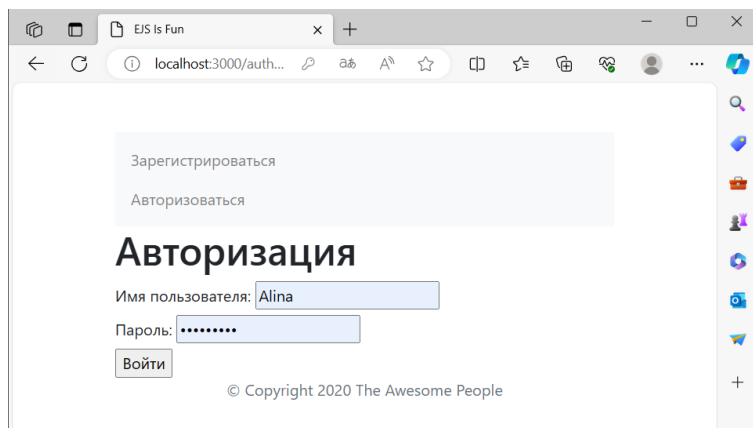 EJS Is Fun
localhost:3000/auth...
Зарегистрироваться
Авторизоваться
Авторизация
Имя пользователя: Alina
Пароль: •••••••••
Войти
© Copyright 2020 The Awesome People